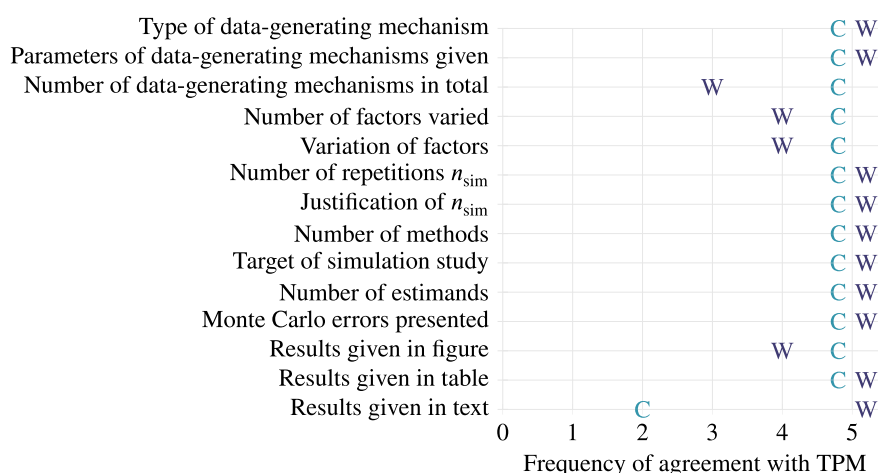 Type of data-generating mechanism C W
Parameters of data-generating mechanisms given C W
Number of data-generating mechanisms in total W C
Number of factors varied W C
Variation of factors W C
Number of repetitions nsim C W
Justification of nsim C W
Number of methods C W
Target of simulation study C W
Number of estimands C W
Monte Carlo errors presented C W
Results given in figure W C
Results given in table C W
Results given in text C W
0 1 2 3 4 5
Frequency of agreement with TPM